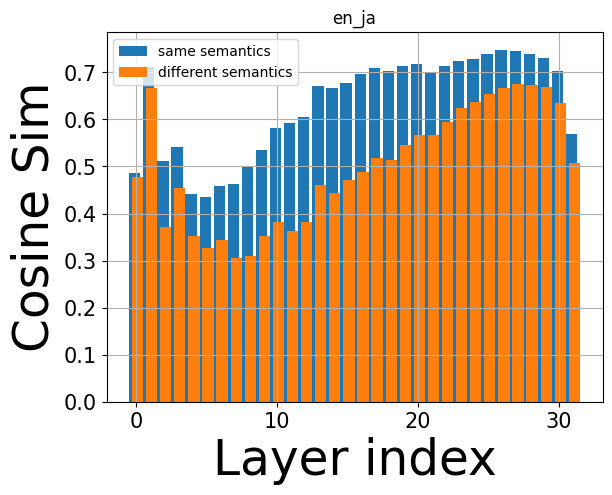 en_ja
same semantics
different semantics
Cosine Sim
0.7
0.6
0.5
0.4
0.3
0.2
0.1
0.0
0 10 20 30
Layer index